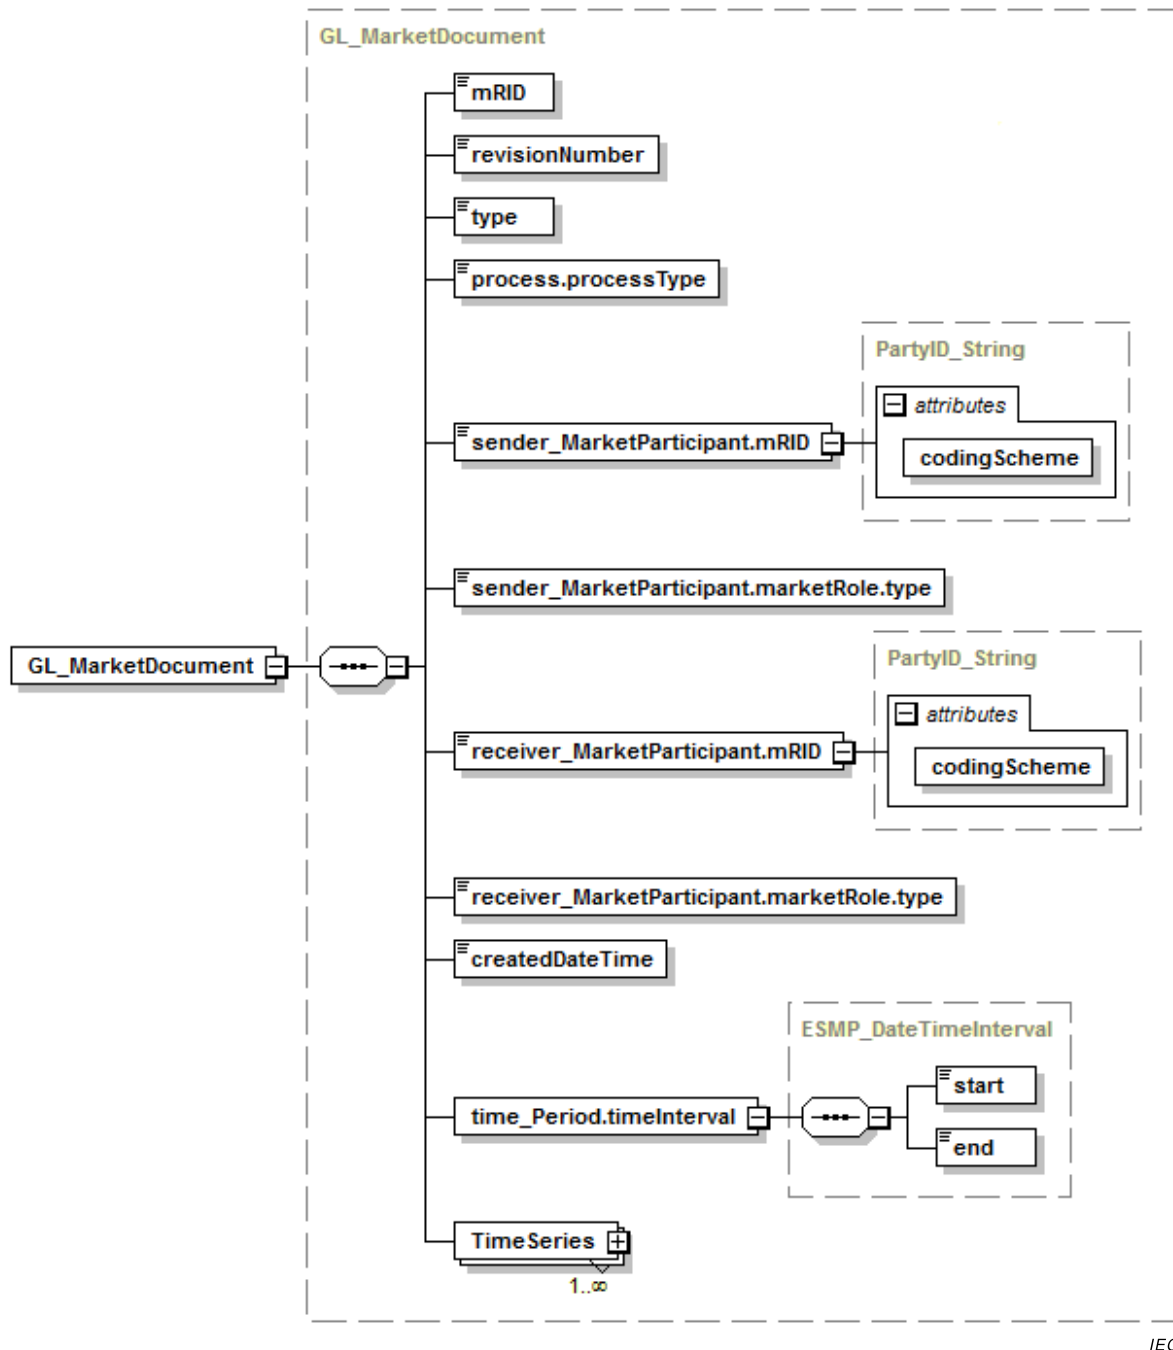 GL_MarketDocument
mRID
revisionNumber
type
process.processType
PartyID_String
attributes
codingScheme
sender_MarketParticipant.mRID
sender_MarketParticipant.marketRole.type
GL_MarketDocument
PartyID_String
attributes
codingScheme
receiver_MarketParticipant.mRID
receiver_MarketParticipant.marketRole.type
createdDateTime
ESMP_DateTimeInterval
start
time_Period.timeInterval
end
TimeSeries
1..∞
IEC